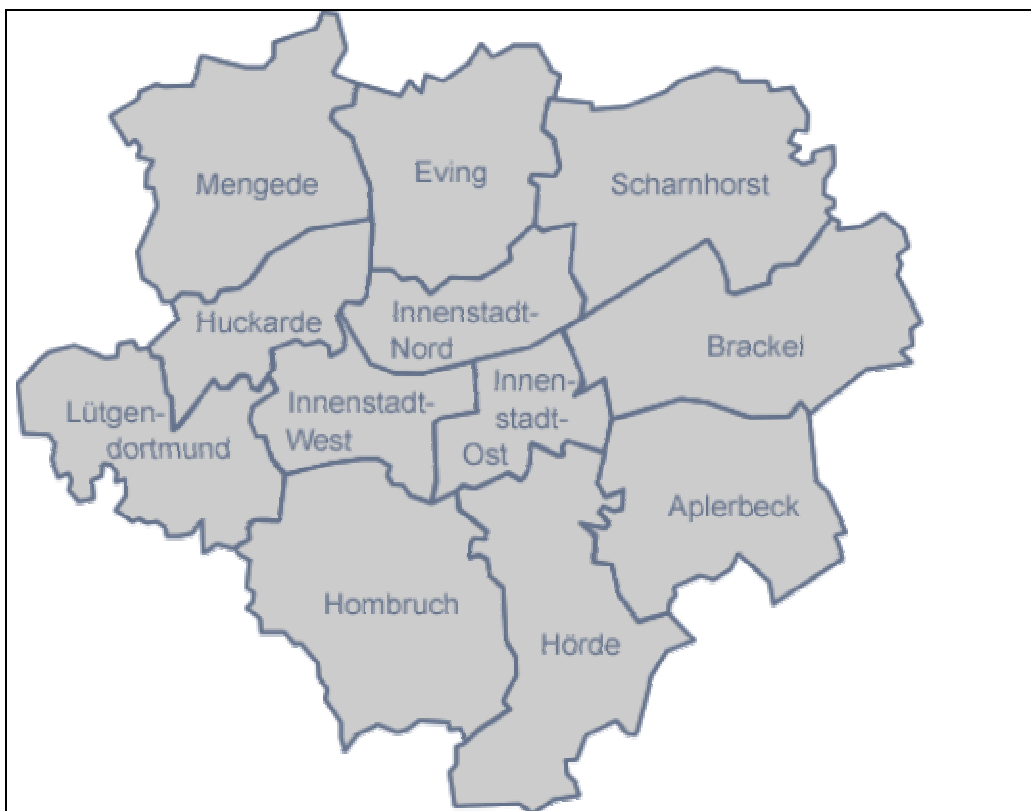 Mengede
Eving
Scharnhorst
Huckarde
Innenstadt-
Nord
Brackel
Lütgen-
dortmund
Innenstadt-
West
Innen-
stadt-
Ost
Aplerbeck
Hombruch
Hörde